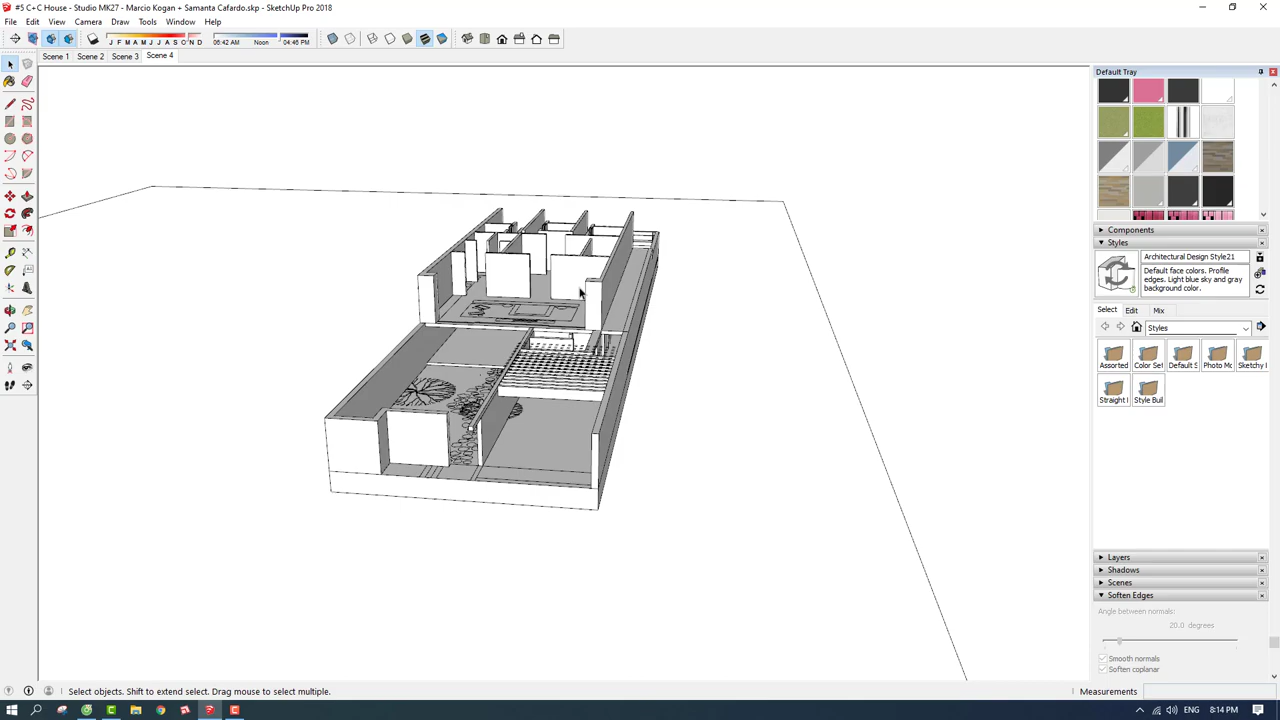 #5 C+C House - Studio MK27 - Marcio Kogan + Samanta Cafardo.skp - SketchUp Pro 2018
File Edit View Camera Draw Tools Window Help
J F M A M J J A S O N D 05:42 AM Noon 04:46 PM
Scene 1 Scene 2 Scene 3 Scene 4
Default Tray
Components
Styles
Architectural Design Style21
Default face colors. Profile
edges. Light blue sky and gray
background color.
Select Edit Mix
Styles
Assorted Color Set Default S Photo Mo Sketchy
Straight Style Buil
Layers
Shadows
Scenes
Soften Edges
Angle between normals:
20.0 degrees
Smooth normals
Soften coplanar
Select objects. Shift to extend select. Drag mouse to select multiple.
Measurements
ENG 8:14 PM